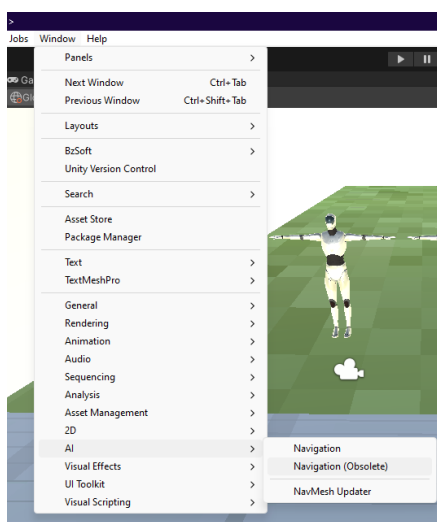 >
Jobs Window Help
Panels >
Ga
Next Window Ctrl+Tab
Previous Window Ctrl+Shift+Tab
Layouts >
BzSoft >
Unity Version Control
Search >
Asset Store
Package Manager
Text >
TextMeshPro >
General >
Rendering >
Animation >
Audio >
Sequencing >
Analysis >
Asset Management >
2D >
AI >
Navigation
Visual Effects >
Navigation (Obsolete)
UI Toolkit >
NavMesh Updater
Visual Scripting >